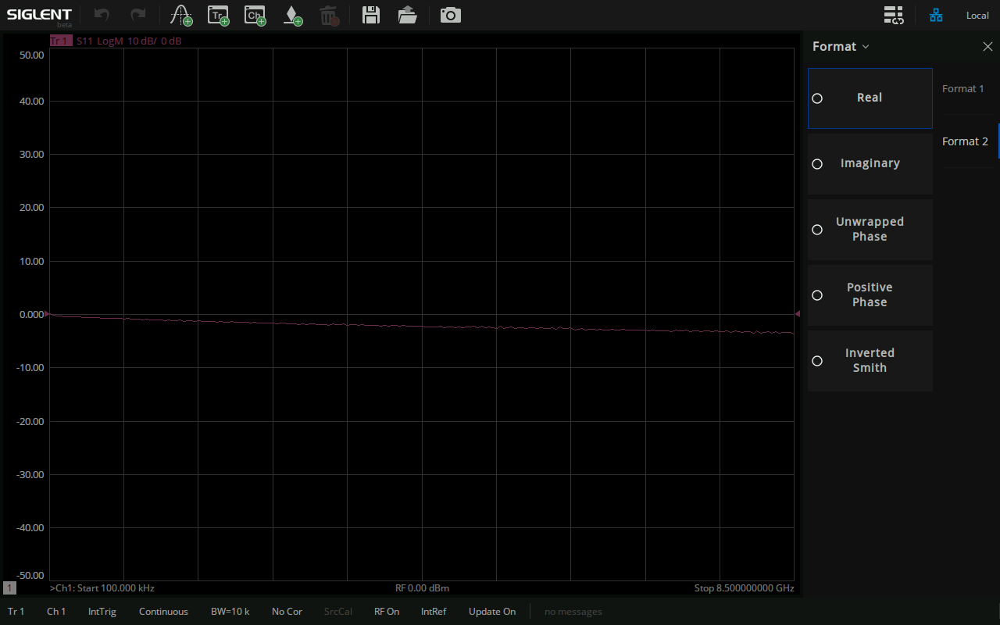 SIGLENT
beta
Tr
Ch
Local
Tr 1 S11 LogM 10 dB/ 0 dB
50.00
40.00
30.00
20.00
10.00
0.000
-10.00
-20.00
-30.00
-40.00
-50.00
1 >Ch1: Start 100.000 kHz RF 0.00 dBm Stop 8.500000000 GHz
Format
Real
Imaginary
Unwrapped
Phase
Positive
Phase
Inverted
Smith
Format 1
Format 2
Tr 1 Ch 1 IntTrig Continuous BW=10 k No Cor SrcCal RF On IntRef Update On no messages